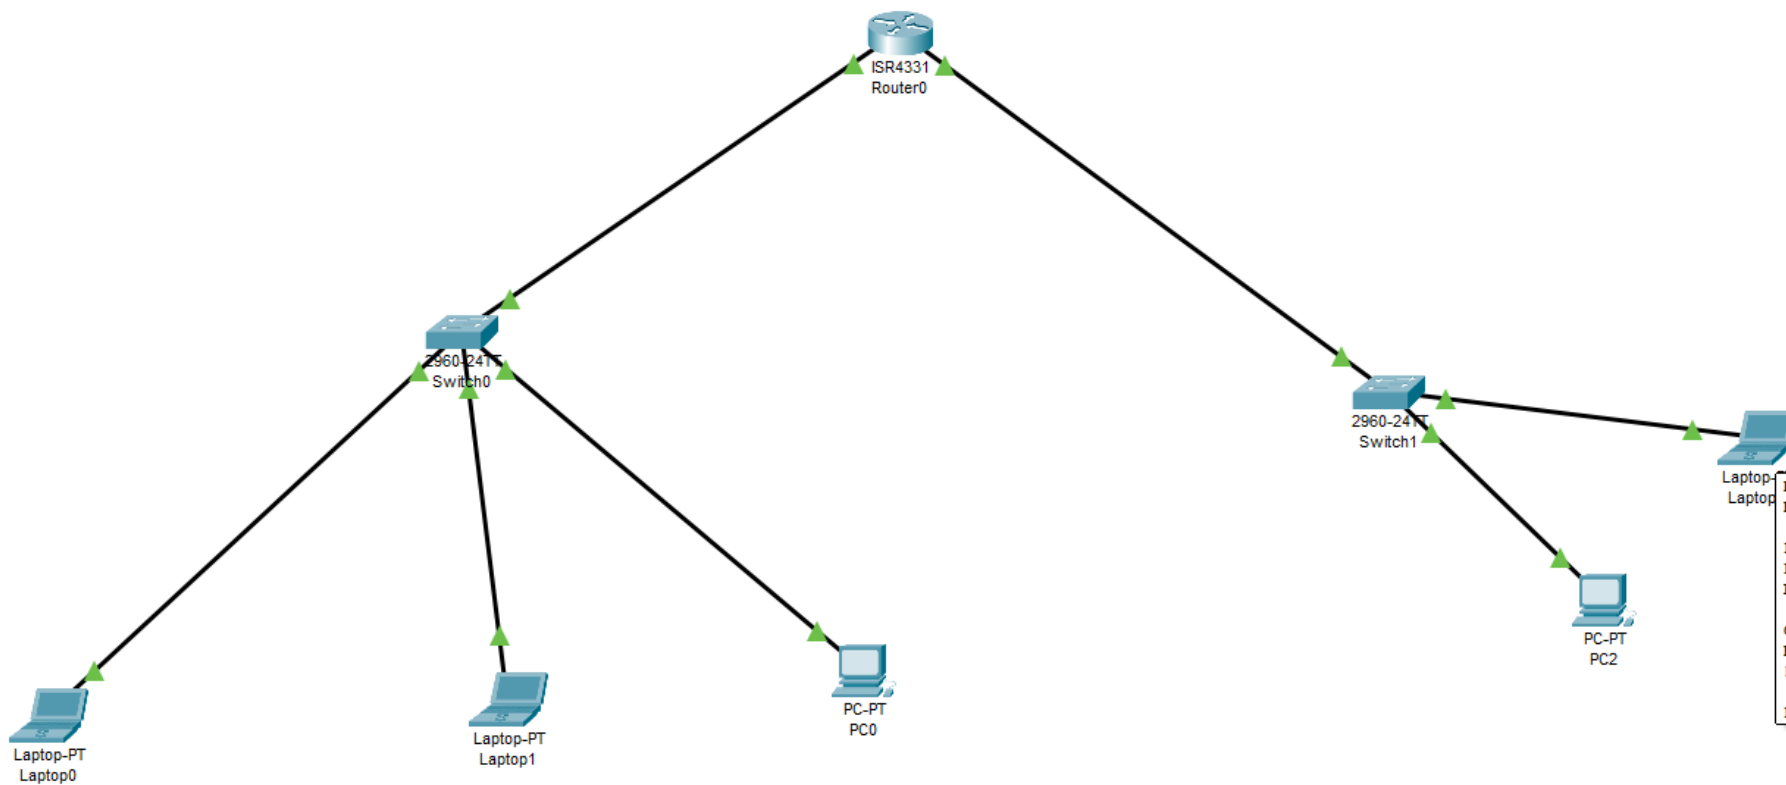 ISR4331
Router0
2960-24TT
Switch0
2960-24TT
Switch1
Laptop-
Laptop
PC-PT
PC2
PC-PT
PC0
Laptop-PT
Laptop1
Laptop-PT
Laptop0